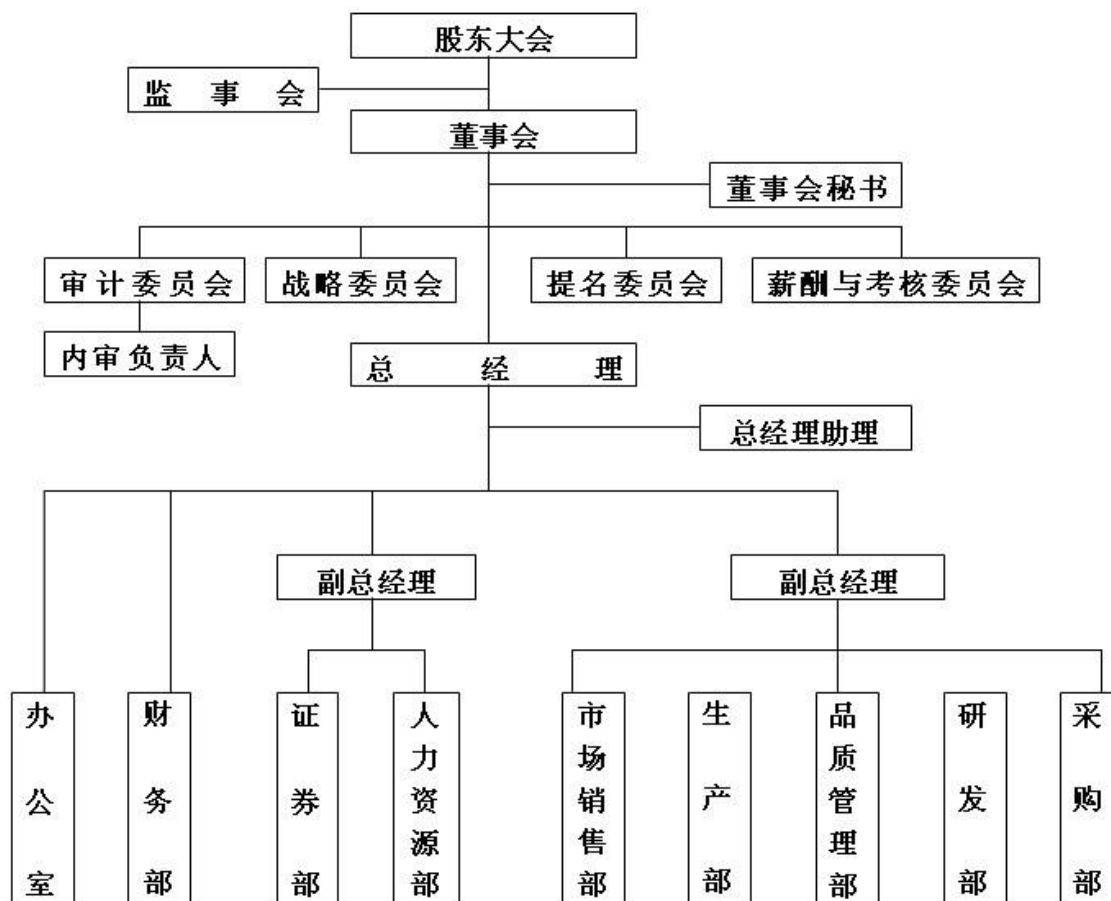 股东大会
监事会
董事会
董事会秘书
审计委员会
战略委员会
提名委员会
薪酬与考核委员会
内审负责人
总经理
总经理助理
副总经理
副总经理
办公室
财务部
证券部
人力资源部
市场销售部
生产部
品质管理部
研发部
采购部